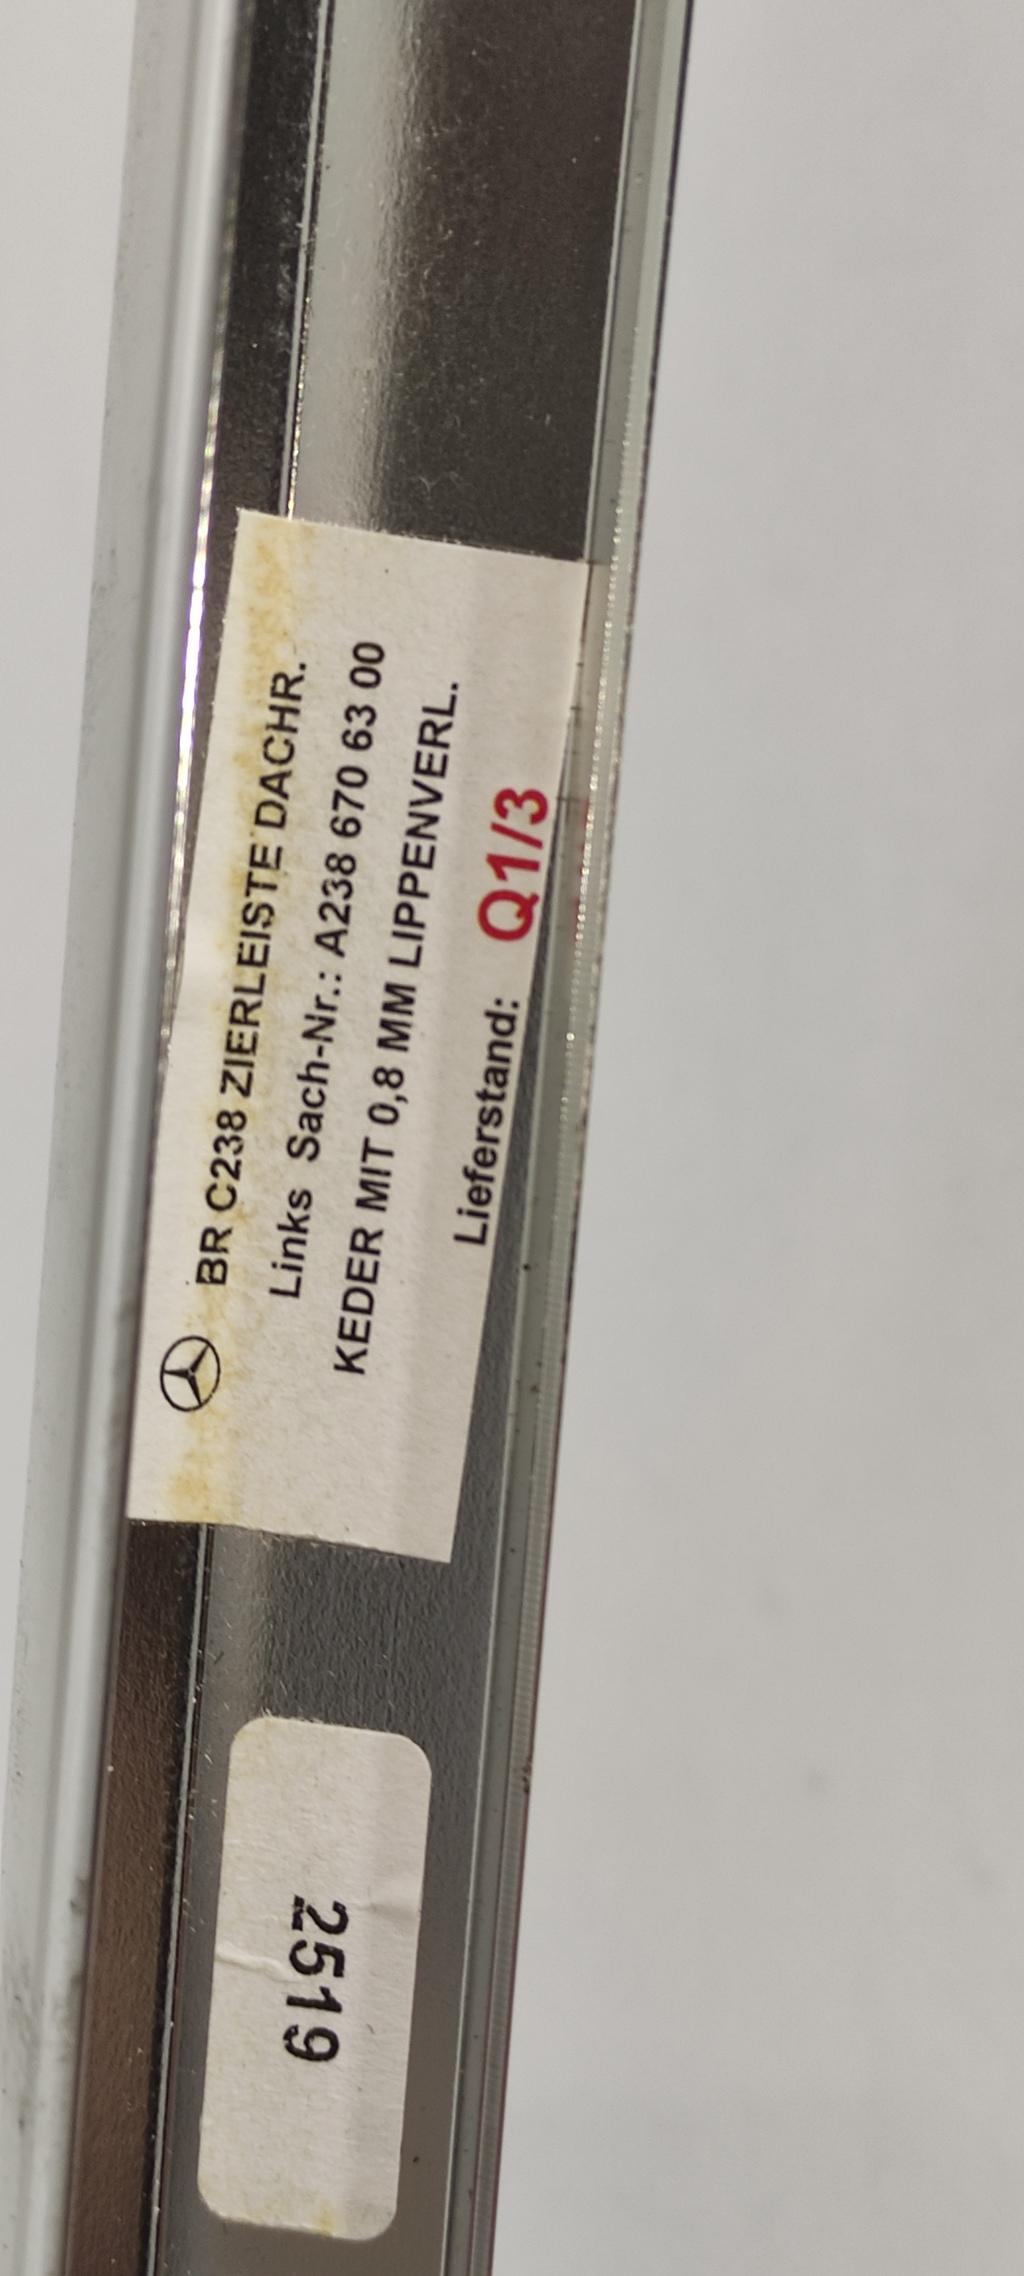 BR C238 ZIERLEISTE DACHR.
Links Sach-Nr.: A238 670 63 00
KEDER MIT 0,8 MM LIPPENVERL.
Lieferstand: Q1/3
2519